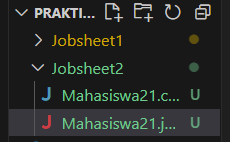 PRAKTI...
Jobsheet1
Jobsheet2
J Mahasiswa21.c... U
J Mahasiswa21.j... U